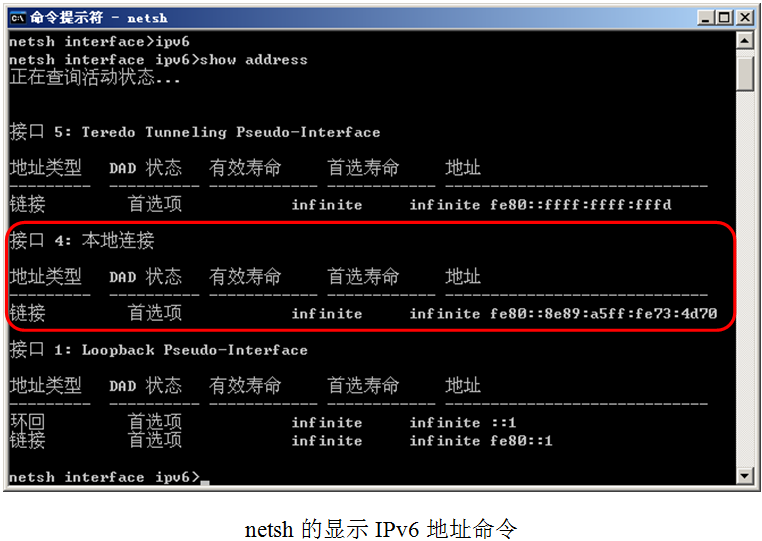 命令提示符 - netsh
netsh interface>ipv6
netsh interface ipv6>show address
正在查询活动状态...
接口 5: Teredo Tunneling Pseudo-Interface
地址类型 DAD 状态 有效寿命 首选寿命 地址
--------- ---------- ------------ ------------ -----------------------------
链接 首选项 infinite infinite fe80::ffff:ffff:fffd
接口 4: 本地连接
地址类型 DAD 状态 有效寿命 首选寿命 地址
--------- ---------- ------------ ------------ -----------------------------
链接 首选项 infinite infinite fe80::8e89:a5ff:fe73:4d70
接口 1: Loopback Pseudo-Interface
地址类型 DAD 状态 有效寿命 首选寿命 地址
--------- ---------- ------------ ------------ -----------------------------
环回 首选项 infinite infinite ::1
链接 首选项 infinite infinite fe80::1
netsh interface ipv6>_
netsh 的显示 IPv6 地址命令